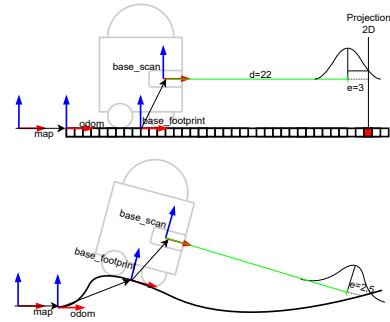 Projection
2D
base_scan
d=22
e=3
base_footprint
odom
map
base_scan
base_footprint
e=2.5
map
odom